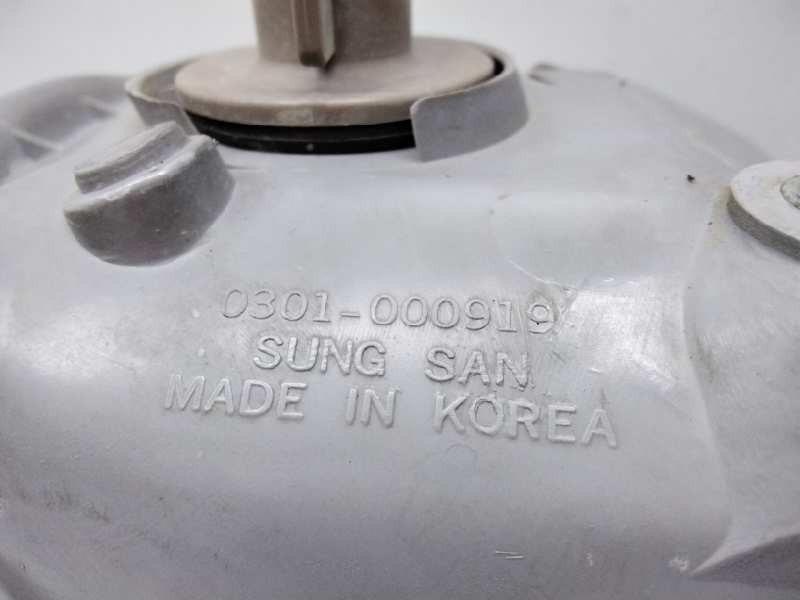 0301-000919
SUNG SAN
MADE IN KOREA